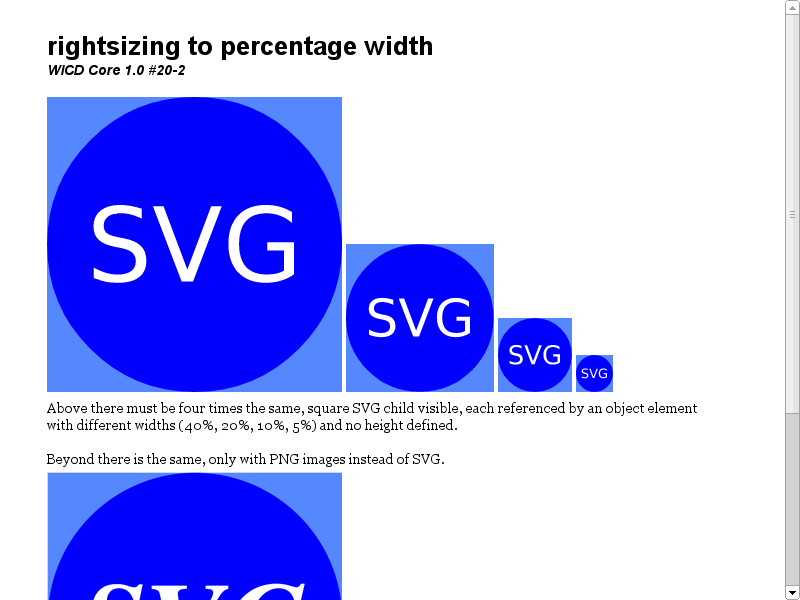 rightsizing to percentage width
WICD Core 1.0 #20-2
SVG
SVG
SVG
SVG
Above there must be four times the same, square SVG child visible, each referenced by an object element
with different widths (40%, 20%, 10%, 5%) and no height defined.
Beyond there is the same, only with PNG images instead of SVG.
SVG